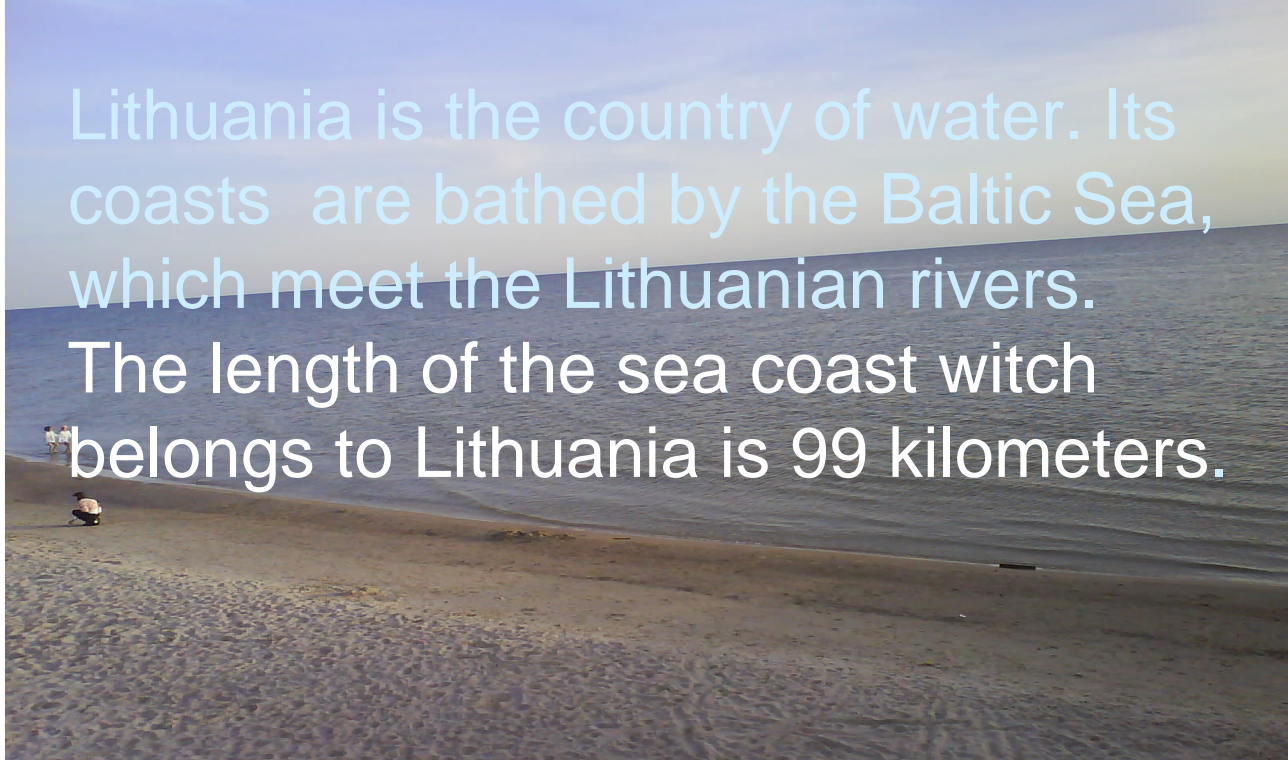 Lithuania is the country of water. Its
coasts  are bathed by the Baltic Sea,
which meet the Lithuanian rivers.
The length of the sea coast witch
belongs to Lithuania is 99 kilometers.